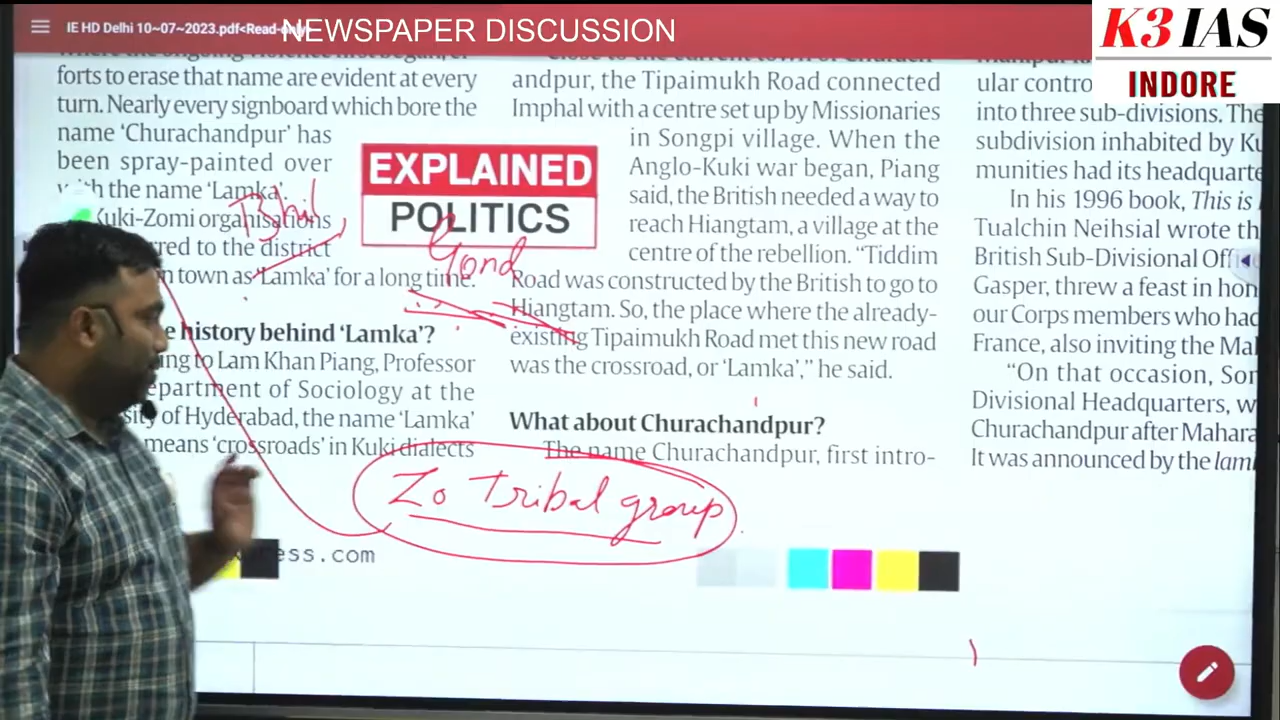 IE HD Delhi 10~07~2023.pdf<Read-only
NEWSPAPER DISCUSSION
K3 IAS
INDORE
forts to erase that name are evident at every
turn. Nearly every signboard which bore the
name ‘Churachandpur’ has
been spray-painted over
with the name ‘Lamka’.
Kuki-Zomi organisations
rred to the district
town as ‘Lamka’ for a long time.
e history behind ‘Lamka’?
ng to Lam Khan Piang, Professor
epartment of Sociology at the
sity of Hyderabad, the name ‘Lamka’
means ‘crossroads’ in Kuki dialects
EXPLAINED
POLITICS
Bhil
Gond
Zo tribal group
ess.com
andpur, the Tipaimukh Road connected
Imphal with a centre set up by Missionaries
in Songpi village. When the
Anglo-Kuki war began, Piang
said, the British needed a way to
reach Hiangtam, a village at the
centre of the rebellion. “Tiddim
Road was constructed by the British to go to
Hiangtam. So, the place where the already-
existing Tipaimukh Road met this new road
was the crossroad, or ‘Lamka’,” he said.
What about Churachandpur?
The name Churachandpur, first intro-
ular contro
into three sub-divisions. The
subdivision inhabited by Ku
munities had its headquarte
In his 1996 book, This is
Tualchin Neihsial wrote th
British Sub-Divisional Offi
Gasper, threw a feast in hon
our Corps members who had
France, also inviting the Ma
“On that occasion, Son
Divisional Headquarters, w
Churachandpur after Mahara
It was announced by the lam